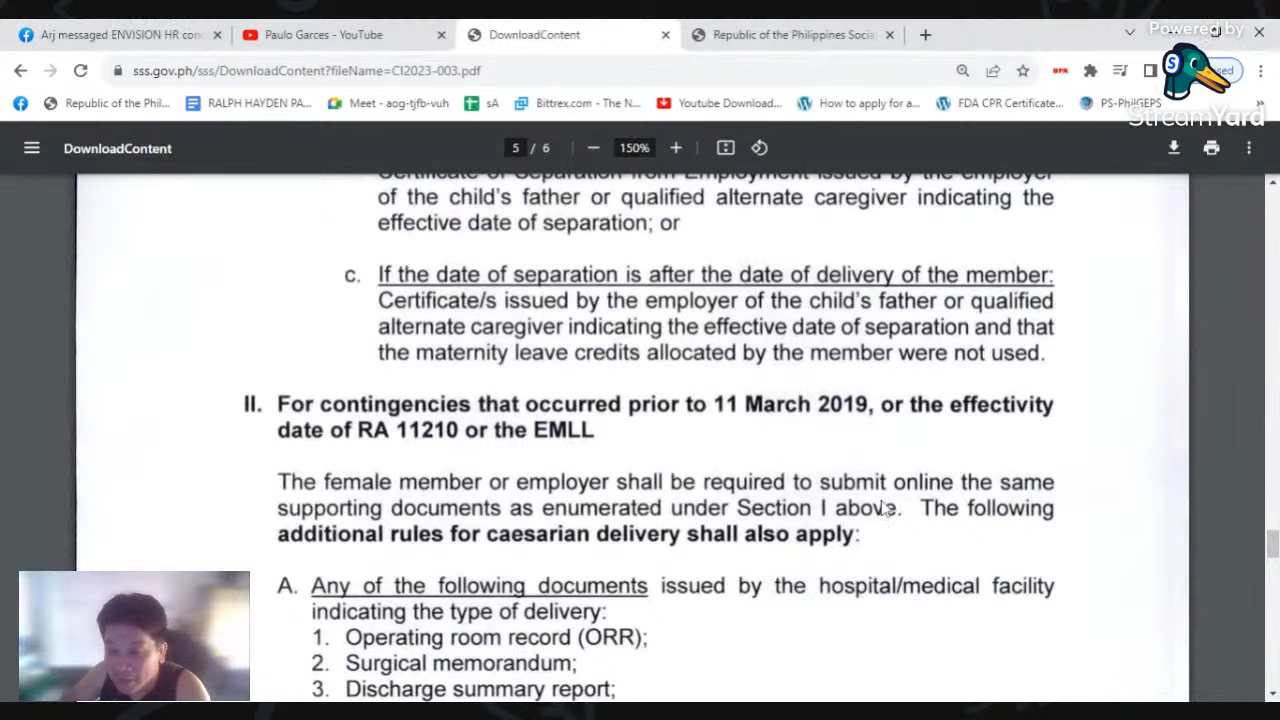 Arj messaged ENVISION HR con
Paulo Garces - YouTube
DownloadContent
Republic of the Philippines Socia
Powered by
sss.gov.ph/sss/DownloadContent?fileName=CI2023-003.pdf
Republic of the Phil...
RALPH HAYDEN PA...
Meet - aog-tjfb-vuh
sA
Bittrex.com - The N...
Youtube Download...
How to apply for a...
FDA CPR Certificate...
PS-PhilGEPS
StreamYard
DownloadContent
5 / 6
150%
Certificate of Separation from Employment issued by the employer
of the child's father or qualified alternate caregiver indicating the
effective date of separation; or
c. If the date of separation is after the date of delivery of the member:
Certificate/s issued by the employer of the child's father or qualified
alternate caregiver indicating the effective date of separation and that
the maternity leave credits allocated by the member were not used.
II. For contingencies that occurred prior to 11 March 2019, or the effectivity
date of RA 11210 or the EMLL
The female member or employer shall be required to submit online the same
supporting documents as enumerated under Section I above. The following
additional rules for caesarian delivery shall also apply:
A. Any of the following documents issued by the hospital/medical facility
indicating the type of delivery:
1. Operating room record (ORR);
2. Surgical memorandum;
3. Discharge summary report;